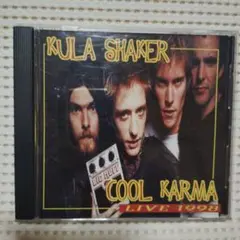 KULA SHAKER
COOL KARMA
LIVE 1998